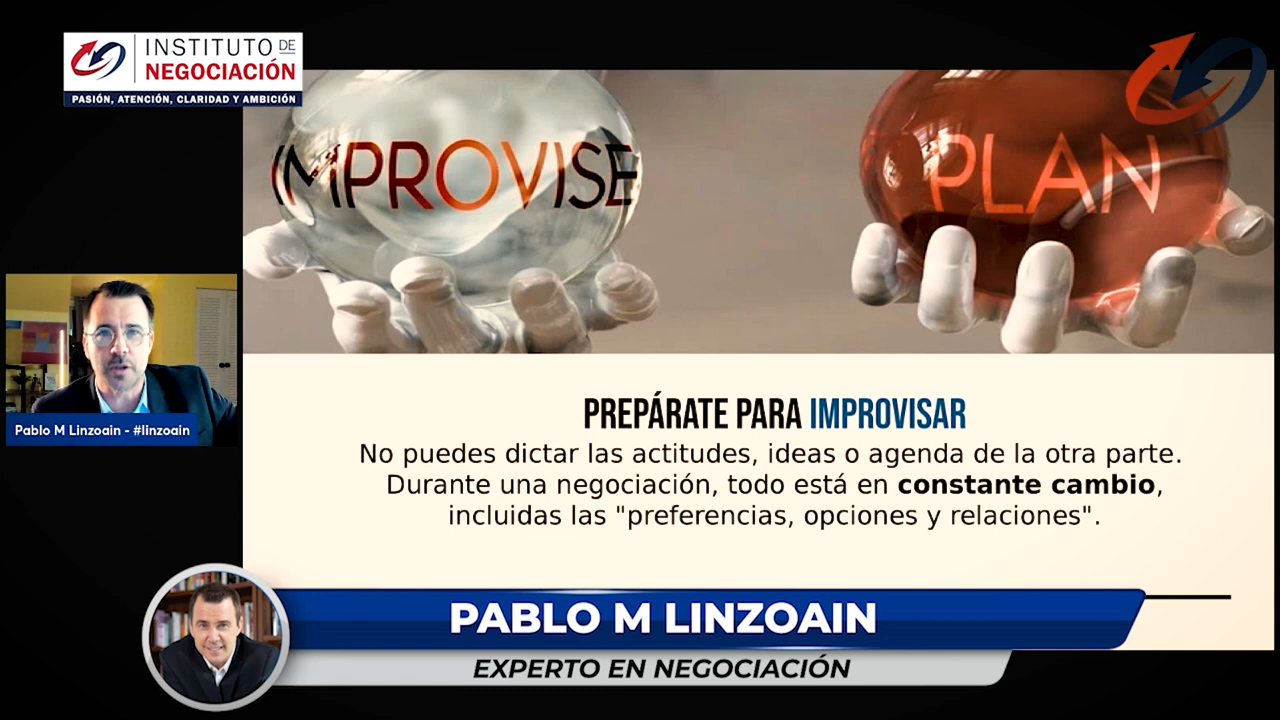 INSTITUTO DE
NEGOCIACIÓN
PASIÓN, ATENCIÓN, CLARIDAD Y AMBICIÓN
IMPROVISE
PLAN
Pablo M Linzoain - #linzoain
PREPÁRATE PARA IMPROVISAR
No puedes dictar las actitudes, ideas o agenda de la otra parte.
Durante una negociación, todo está en constante cambio,
incluidas las "preferencias, opciones y relaciones".
PABLO M LINZOAIN
EXPERTO EN NEGOCIACIÓN